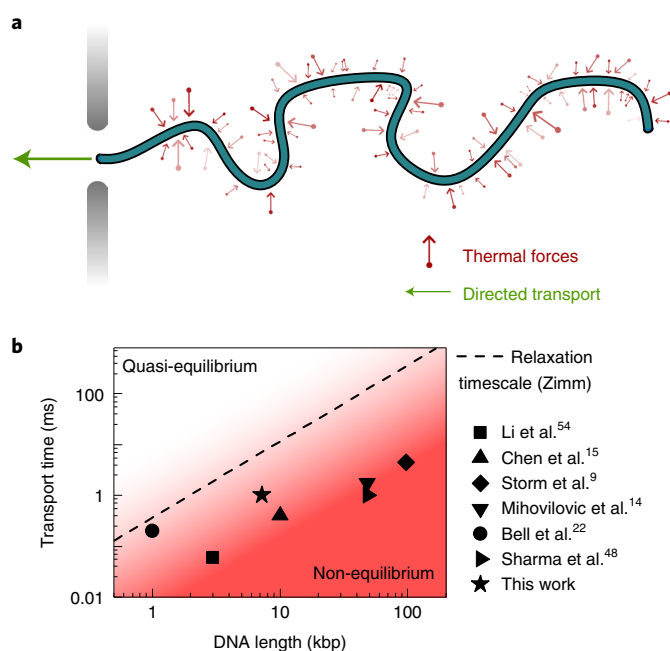 a
Thermal forces
Directed transport
b
Quasi-equilibrium
Non-equilibrium
Transport time (ms)
100
1
0.01
1
10
100
DNA length (kbp)
Relaxation
timescale (Zimm)
Li et al.54
Chen et al.15
Storm et al.9
Mihovilovic et al.14
Bell et al.22
Sharma et al.48
This work